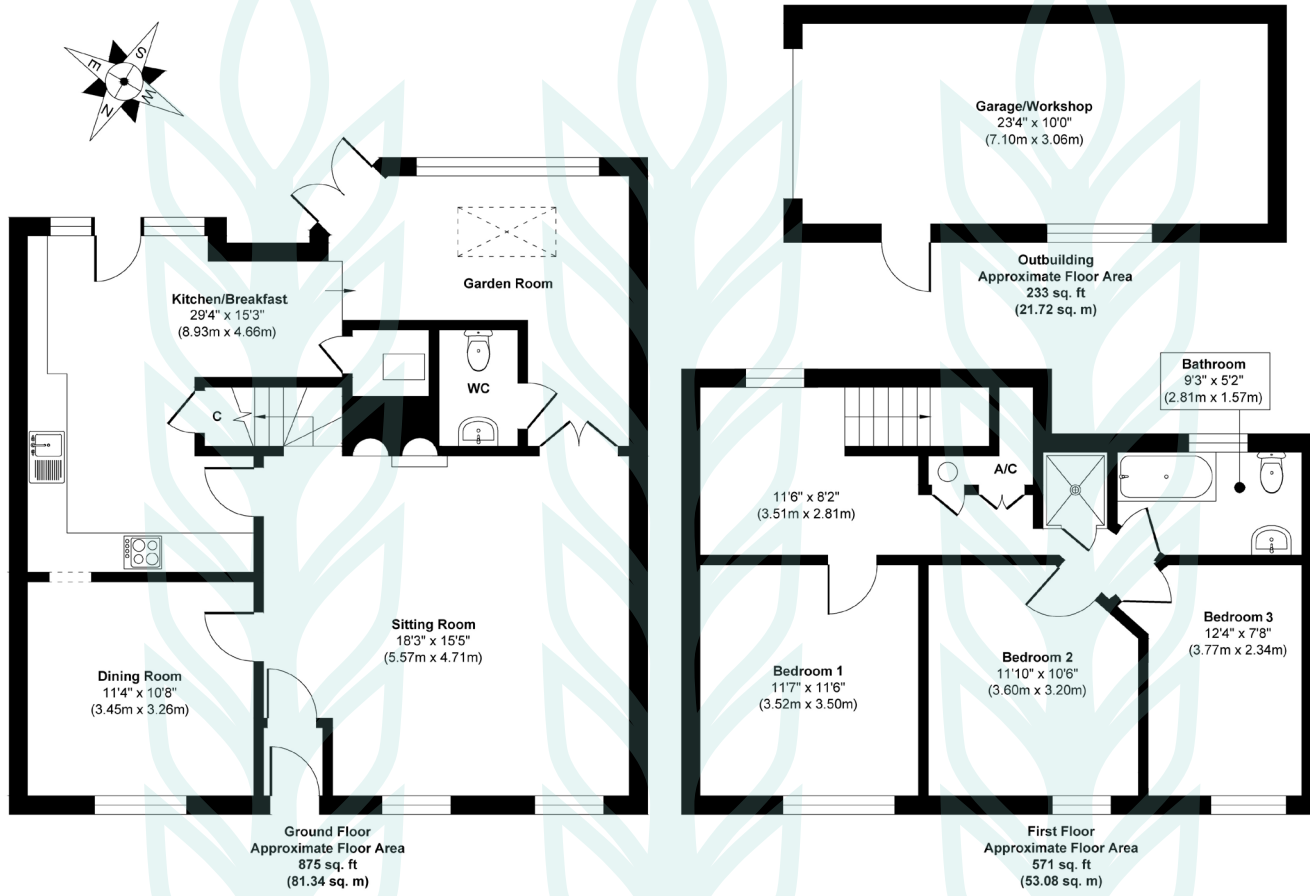 S
E
W
N
Garage/Workshop
23'4" x 10'0"
(7.10m x 3.06m)
Outbuilding
Approximate Floor Area
233 sq. ft
(21.72 sq. m)
Kitchen/Breakfast
29'4" x 15'3"
(8.93m x 4.66m)
Garden Room
WC
C
Sitting Room
18'3" x 15'5"
(5.57m x 4.71m)
Dining Room
11'4" x 10'8"
(3.45m x 3.26m)
Ground Floor
Approximate Floor Area
875 sq. ft
(81.34 sq. m)
Bathroom
9'3" x 5'2"
(2.81m x 1.57m)
A/C
11'6" x 8'2"
(3.51m x 2.81m)
Bedroom 1
11'7" x 11'6"
(3.52m x 3.50m)
Bedroom 2
11'10" x 10'6"
(3.60m x 3.20m)
Bedroom 3
12'4" x 7'8"
(3.77m x 2.34m)
First Floor
Approximate Floor Area
571 sq. ft
(53.08 sq. m)